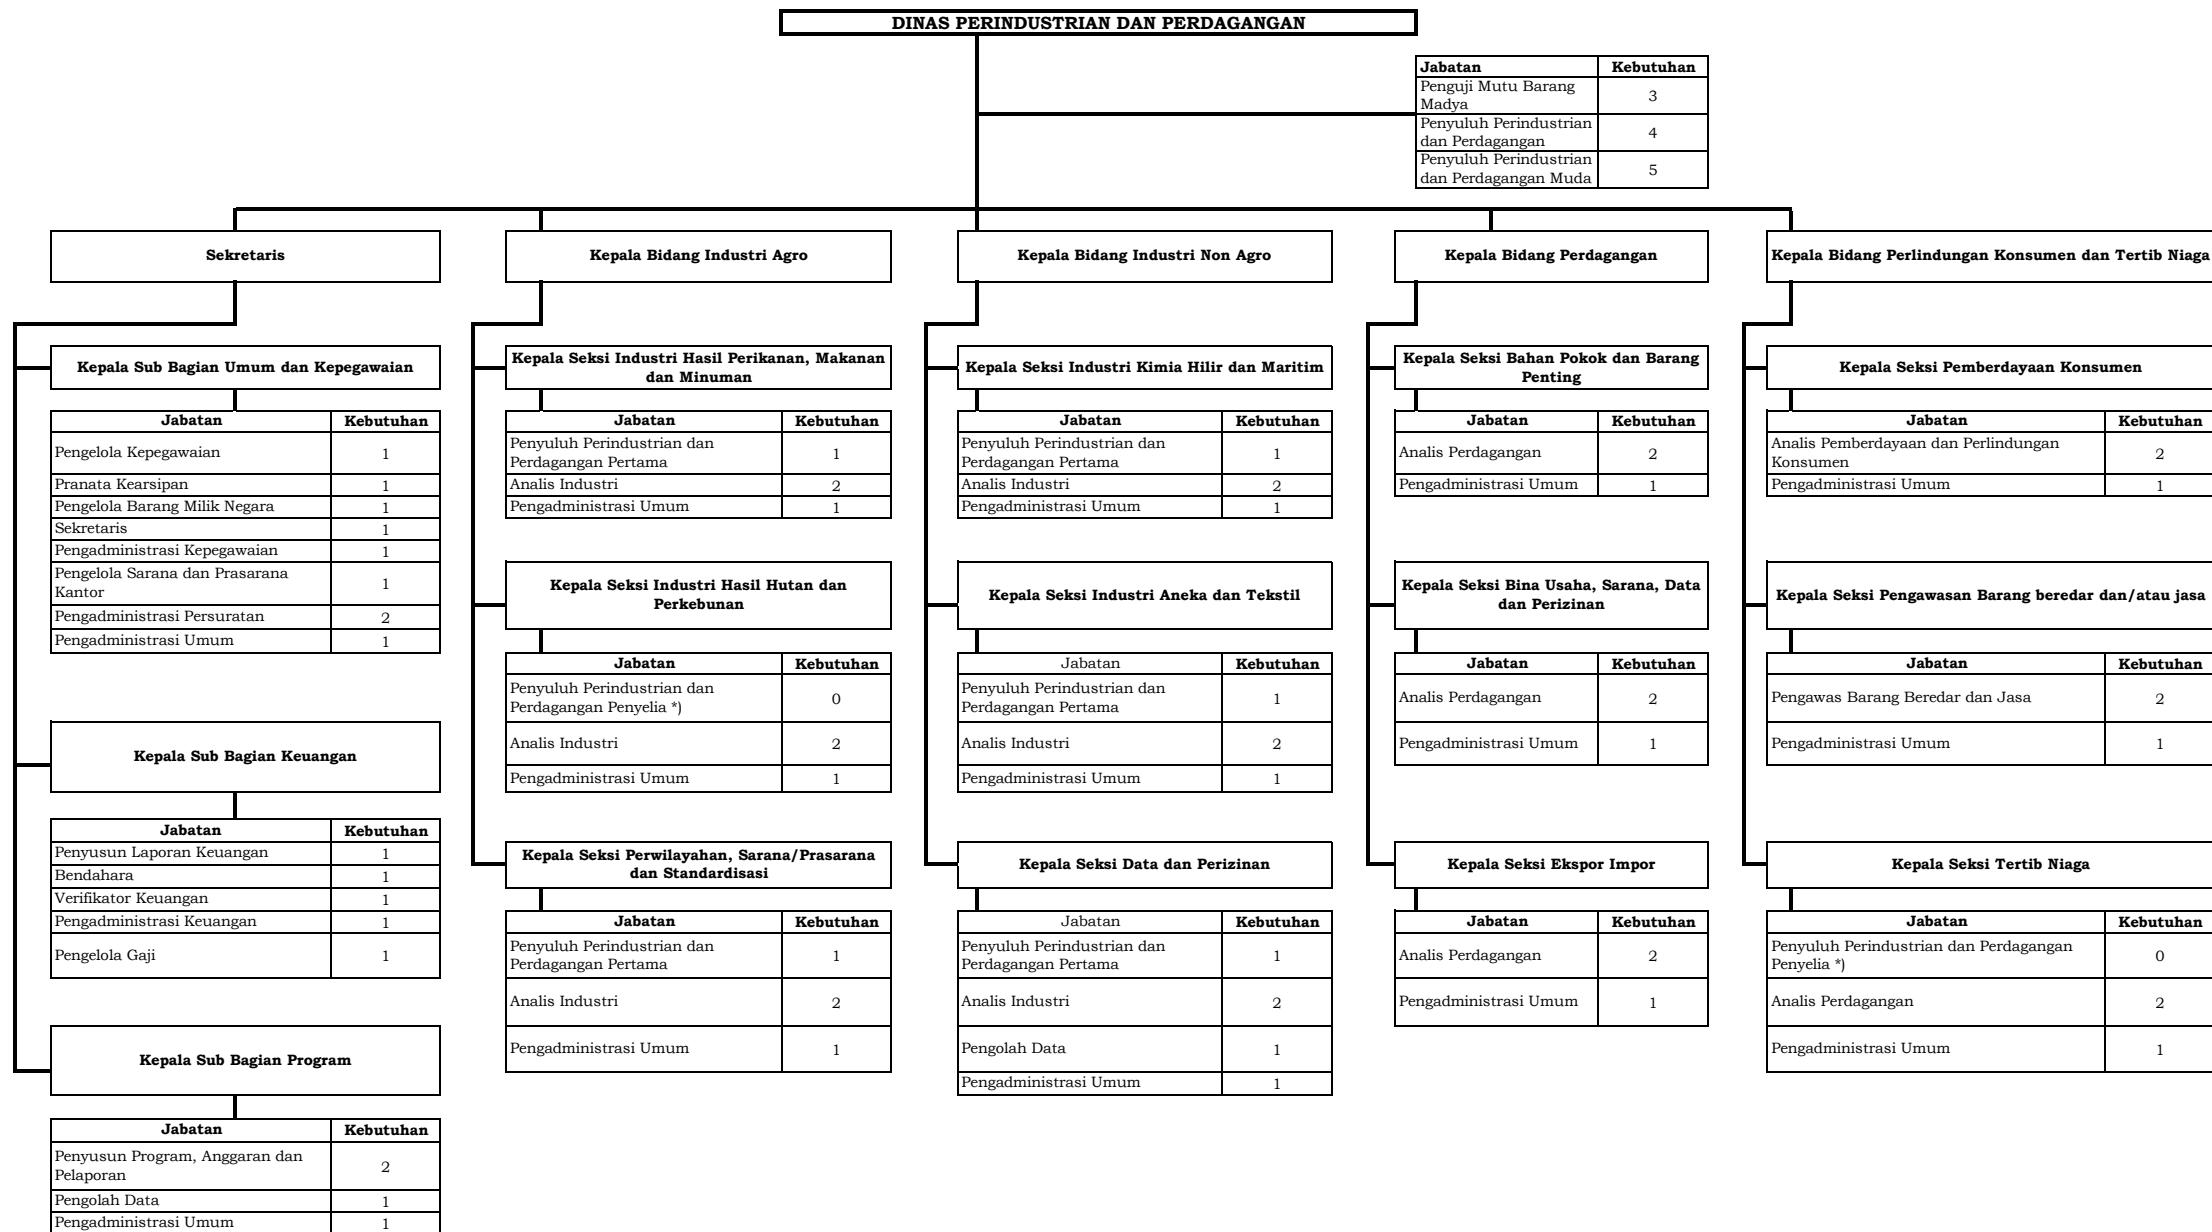 DINAS PERINDUSTRIAN DAN PERDAGANGAN
Jabatan Kebutuhan
Penguji Mutu Barang
Madya 3
Penyuluh Perindustrian
dan Perdagangan 4
Penyuluh Perindustrian
dan Perdagangan Muda 5
Sekretaris
Kepala Sub Bagian Umum dan Kepegawaian
Jabatan Kebutuhan
Pengelola Kepegawaian 1
Pranata Kearsipan 1
Pengelola Barang Milik Negara 1
Sekretaris 1
Pengadministrasi Kepegawaian 1
Pengelola Sarana dan Prasarana
Kantor 1
Pengadministrasi Persuratan 2
Pengadministrasi Umum 1
Kepala Sub Bagian Keuangan
Jabatan Kebutuhan
Penyusun Laporan Keuangan 1
Bendahara 1
Verifikator Keuangan 1
Pengadministrasi Keuangan 1
Pengelola Gaji 1
Kepala Sub Bagian Program
Jabatan Kebutuhan
Penyusun Program, Anggaran dan
Pelaporan 2
Pengolah Data 1
Pengadministrasi Umum 1
Kepala Bidang Industri Agro
Kepala Seksi Industri Hasil Perikanan, Makanan
dan Minuman
Jabatan Kebutuhan
Penyuluh Perindustrian dan
Perdagangan Pertama 1
Analis Industri 2
Pengadministrasi Umum 1
Kepala Seksi Industri Hasil Hutan dan
Perkebunan
Jabatan Kebutuhan
Penyuluh Perindustrian dan
Perdagangan Penyelia *) 0
Analis Industri 2
Pengadministrasi Umum 1
Kepala Seksi Perwilayahan, Sarana/Prasarana
dan Standardisasi
Jabatan Kebutuhan
Penyuluh Perindustrian dan
Perdagangan Pertama 1
Analis Industri 2
Pengadministrasi Umum 1
Kepala Bidang Industri Non Agro
Kepala Seksi Industri Kimia Hilir dan Maritim
Jabatan Kebutuhan
Penyuluh Perindustrian dan
Perdagangan Pertama 1
Analis Industri 2
Pengadministrasi Umum 1
Kepala Seksi Industri Aneka dan Tekstil
Jabatan Kebutuhan
Penyuluh Perindustrian dan
Perdagangan Pertama 1
Analis Industri 2
Pengadministrasi Umum 1
Kepala Seksi Data dan Perizinan
Jabatan Kebutuhan
Penyuluh Perindustrian dan
Perdagangan Pertama 1
Analis Industri 2
Pengolah Data 1
Pengadministrasi Umum 1
Kepala Bidang Perdagangan
Kepala Seksi Bahan Pokok dan Barang
Penting
Jabatan Kebutuhan
Analis Perdagangan 2
Pengadministrasi Umum 1
Kepala Seksi Bina Usaha, Sarana, Data
dan Perizinan
Jabatan Kebutuhan
Analis Perdagangan 2
Pengadministrasi Umum 1
Kepala Seksi Ekspor Impor
Jabatan Kebutuhan
Analis Perdagangan 2
Pengadministrasi Umum 1
Kepala Bidang Perlindungan Konsumen dan Tertib Niaga
Kepala Seksi Pemberdayaan Konsumen
Jabatan Kebutuhan
Analis Pemberdayaan dan Perlindungan
Konsumen 2
Pengadministrasi Umum 1
Kepala Seksi Pengawasan Barang beredar dan/atau jasa
Jabatan Kebutuhan
Pengawas Barang Beredar dan Jasa 2
Pengadministrasi Umum 1
Kepala Seksi Tertib Niaga
Jabatan Kebutuhan
Penyuluh Perindustrian dan Perdagangan
Penyelia *) 0
Analis Perdagangan 2
Pengadministrasi Umum 1